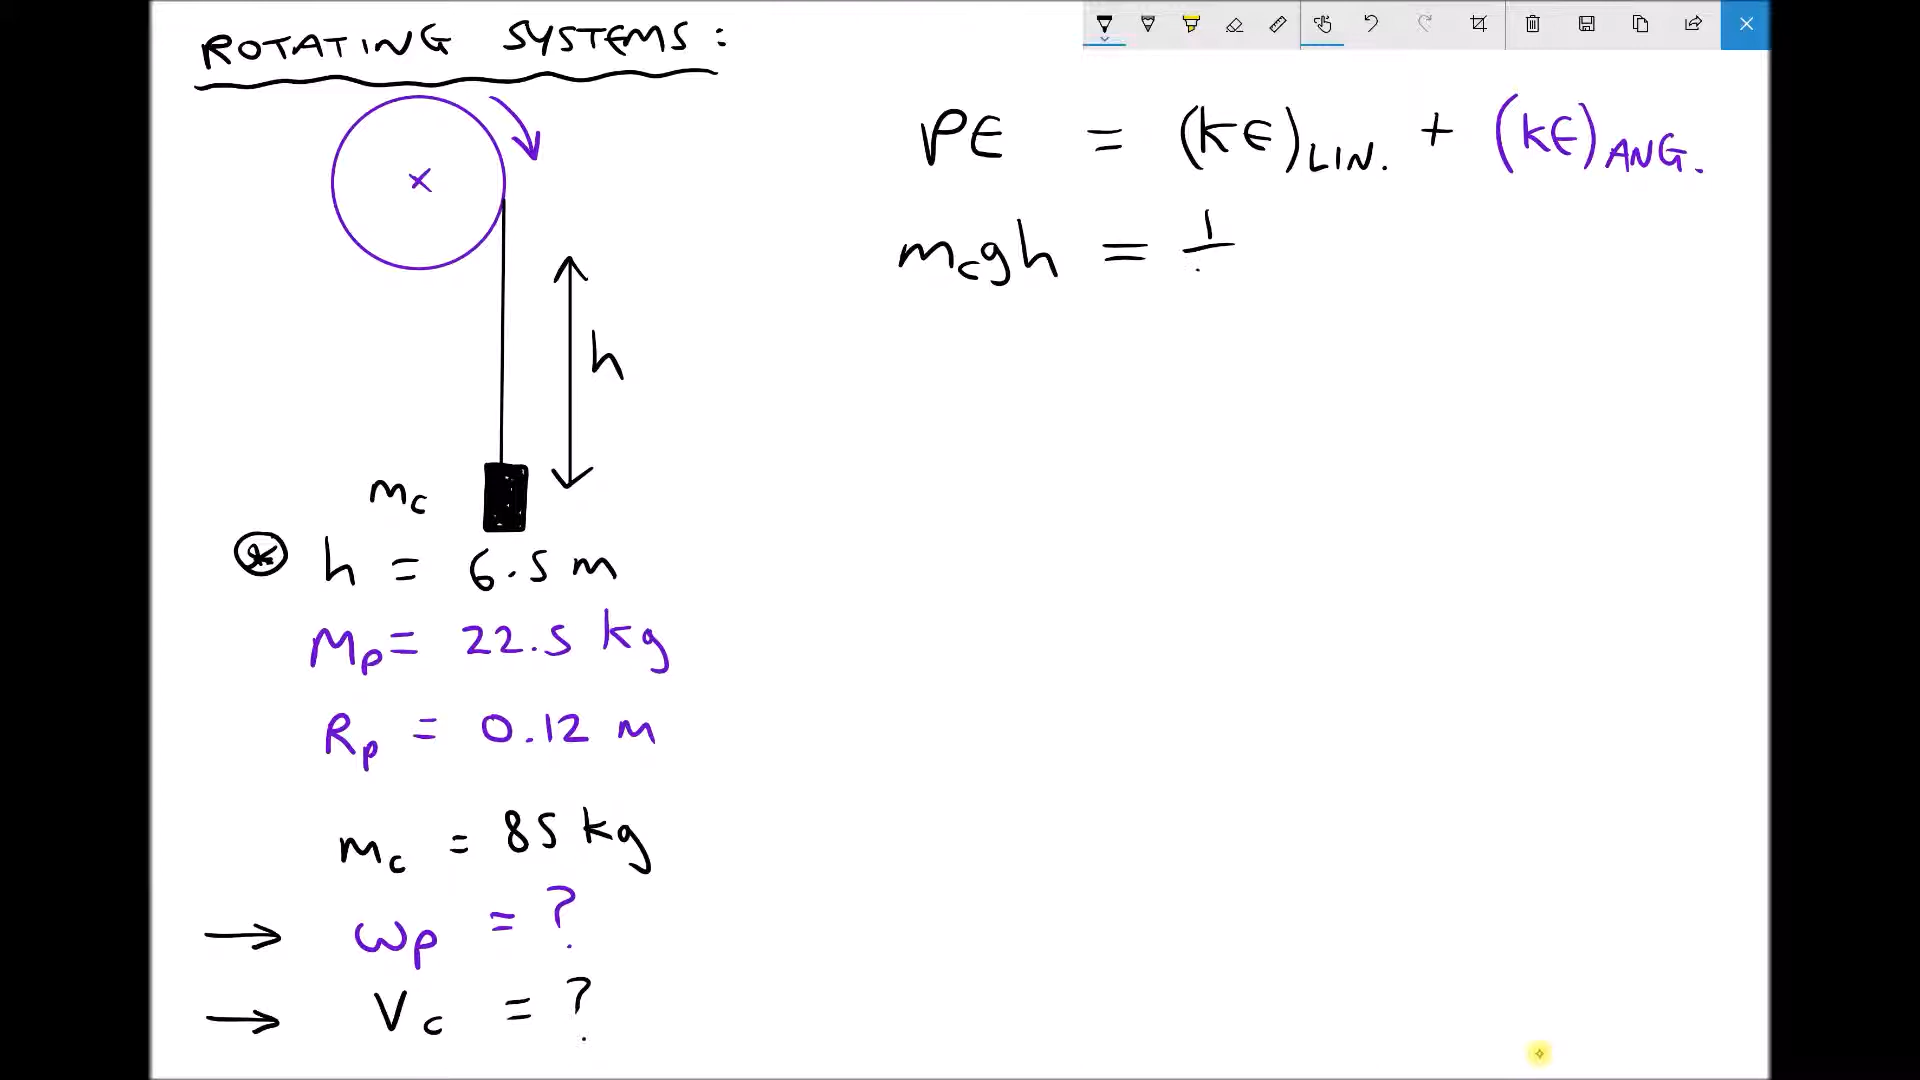 ROTATING SYSTEMS:
h
mc
* h = 6.5 m
Mp = 22.5 kg
Rp = 0.12 m
mc = 85 kg
→ ωp = ?
→ Vc = ?
PE = (KE)LIN. + (KE)ANG.
mcgh = 1